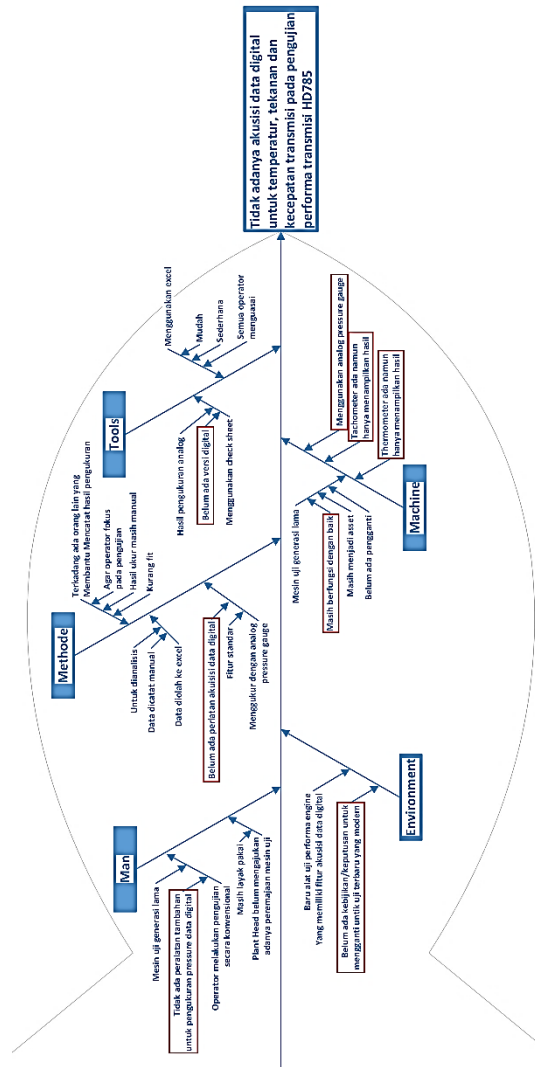 Tidak adanya akusisi data digital
untuk temperatur, tekanan dan
kecepatan transmisi pada pengujian
performa transmisi HD785
Man
Mesin uji generasi lama
Tidak ada peralatan tambahan
untuk pengukuran pressure data digital
Operator melakukan pengujian
secara konvensional
Masih layak pakai
Plant Head belum mengajukan
adanya peremajaan mesin uji
Methode
Terkadang ada orang lain yang
Membantu Mencatat hasil pengukuran
Agar operator fokus
pada pengujian
Hasil ukur masih manual
Kurang fit
Untuk dianalisis
Data dicatat manual
Data diolah ke excel
Belum ada perlatan akuisisi data digital
Fitur standar
Menggukur dengan analog
pressure gauge
Tools
Menggunakan excel
Mudah
Sederhana
Semua operator
menguasai
Hasil pengukuran analog
Belum ada versi digital
Menggunakan check sheet
Environment
Baru alat uji performa engine
Yang memiliki fitur akusisi data digital
Belum ada kebijikan/keputusan untuk
mengganti untik uji terbaru yang modern
Machine
Mesin uji generasi lama
Masih berfungsi dengan baik
Masih menjadi asset
Belum ada pengganti
Menggunakan analog pressure gauge
Tachometer ada namun
hanya menampilkan hasil
Thermometer ada namun
hanya menampilkan hasil